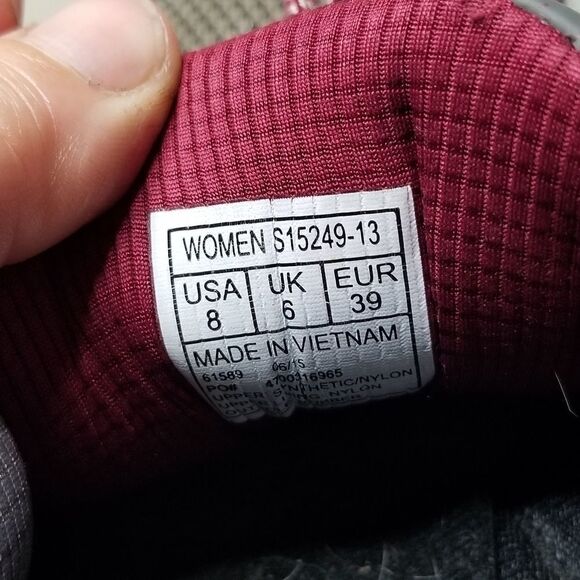 WOMEN S15249-13
USA UK EUR
8 6 39
MADE IN VIETNAM
61589 06/15
PO# 4700316965
UPPER SYNTHETIC/NYLON
NYLON